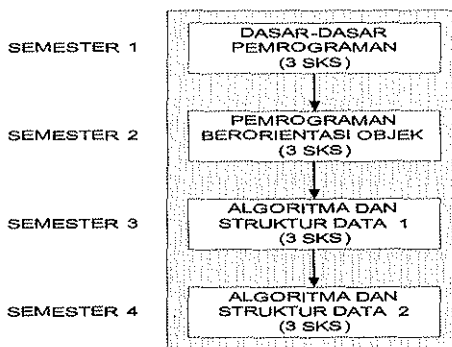 SEMESTER 1
DASAR-DASAR
PEMROGRAMAN
(3 SKS)
SEMESTER 2
PEMROGRAMAN
BERORIENTASI OBJEK
(3 SKS)
SEMESTER 3
ALGORITMA DAN
STRUKTUR DATA 1
(3 SKS)
SEMESTER 4
ALGORITMA DAN
STRUKTUR DATA 2
(3 SKS)